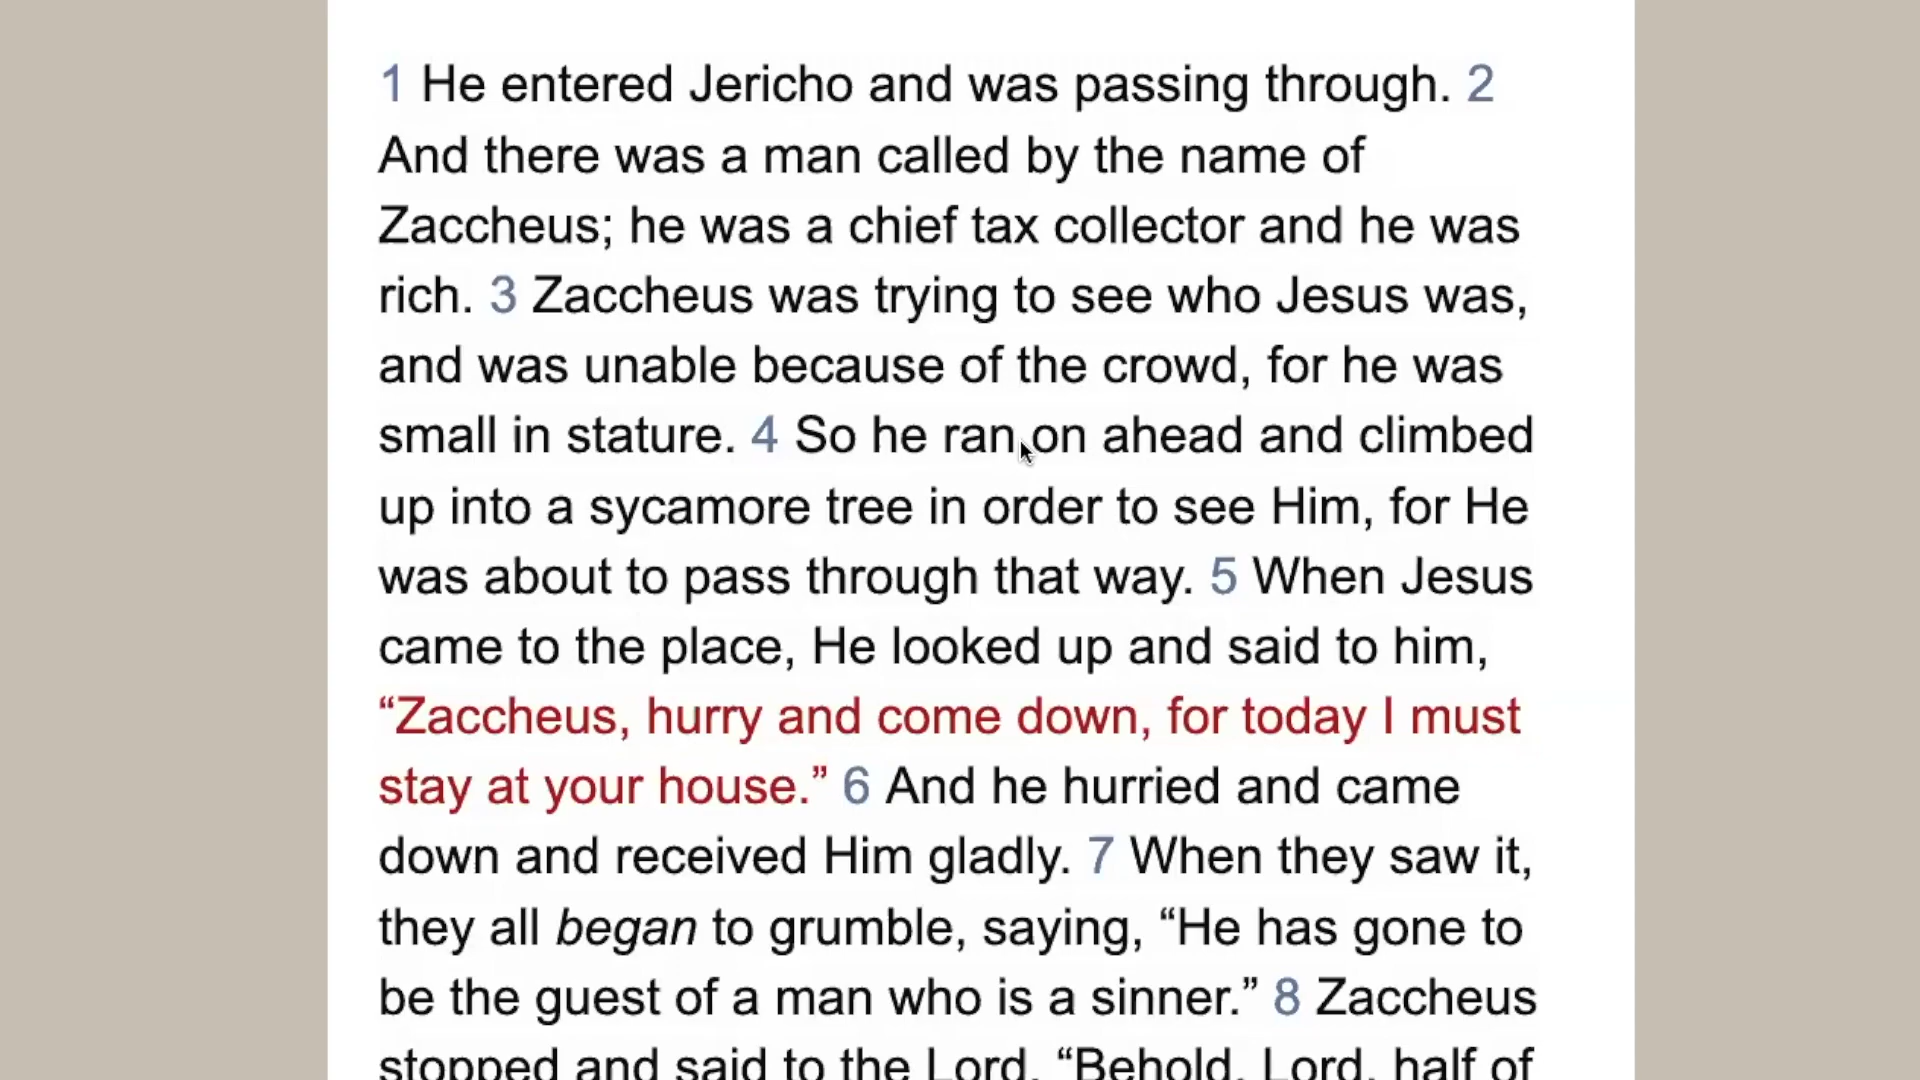 1 He entered Jericho and was passing through. 2
And there was a man called by the name of
Zaccheus; he was a chief tax collector and he was
rich. 3 Zaccheus was trying to see who Jesus was,
and was unable because of the crowd, for he was
small in stature. 4 So he ran on ahead and climbed
up into a sycamore tree in order to see Him, for He
was about to pass through that way. 5 When Jesus
came to the place, He looked up and said to him,
“Zaccheus, hurry and come down, for today I must
stay at your house.” 6 And he hurried and came
down and received Him gladly. 7 When they saw it,
they all began to grumble, saying, “He has gone to
be the guest of a man who is a sinner.” 8 Zaccheus
stopped and said to the Lord, “Behold, Lord, half of